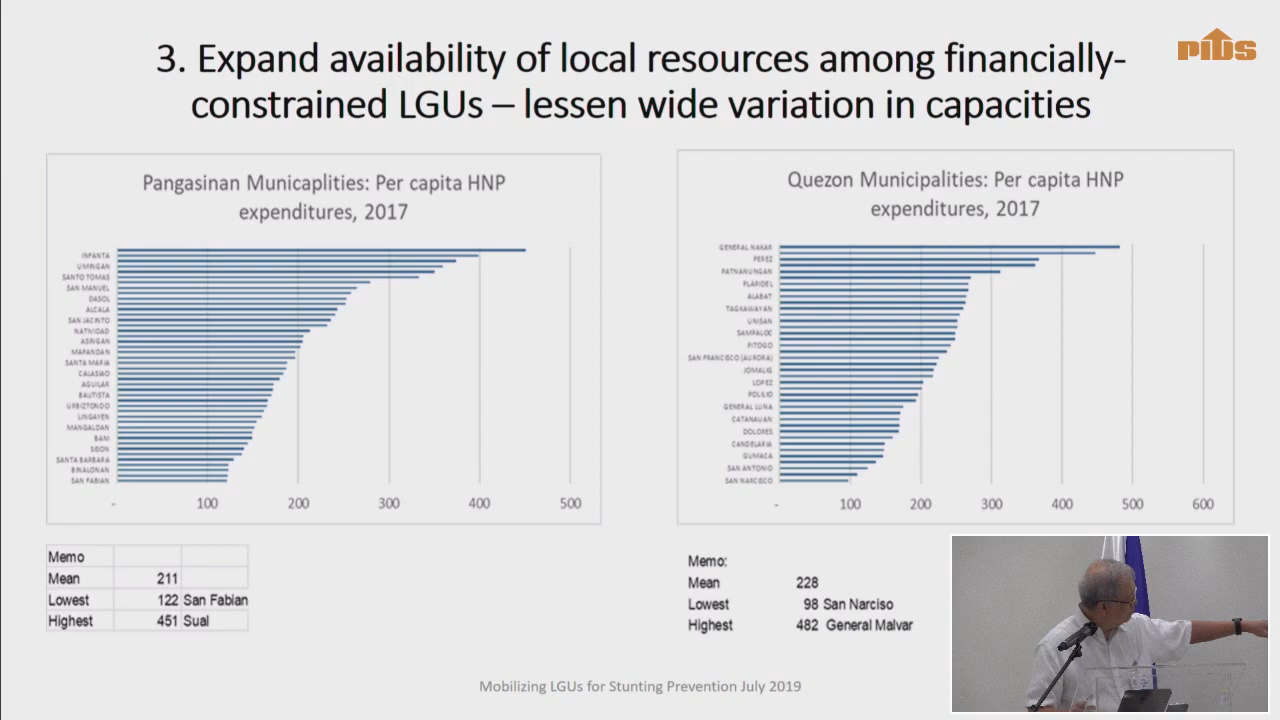 PIDS
3. Expand availability of local resources among financially-
constrained LGUs – lessen wide variation in capacities
Pangasinan Municaplities: Per capita HNP
expenditures, 2017
INFANTA
UMINGAN
SANTO TOMAS
SAN MANUEL
DASOL
ALCALA
SAN JACINTO
NATIVIDAD
ASINGAN
MAPANDAN
SANTA MARIA
CALASIAO
AGUILAR
BAUTISTA
URBIZTONDO
LINGAYEN
MANGALDAN
BANI
SISON
SANTA BARBARA
BINALONAN
SAN FABIAN
- 100 200 300 400 500
Memo
Mean 211
Lowest 122 San Fabian
Highest 451 Sual
Quezon Municipalities: Per capita HNP
expenditures, 2017
GENERAL NAKAR
PEREZ
PATNANUNGAN
PLARIDEL
ALABAT
TAGKAWAYAN
UNISAN
SAMPALOC
PITOGO
SAN FRANCISCO (AURORA)
JOMALIG
LOPEZ
POLILIO
GENERAL LUNA
CATANAUAN
DOLORES
CANDELARIA
GUMACA
SAN ANTONIO
SAN NARCISCO
- 100 200 300 400 500 600
Memo:
Mean 228
Lowest 98 San Narciso
Highest 482 General Malvar
Mobilizing LGUs for Stunting Prevention July 2019